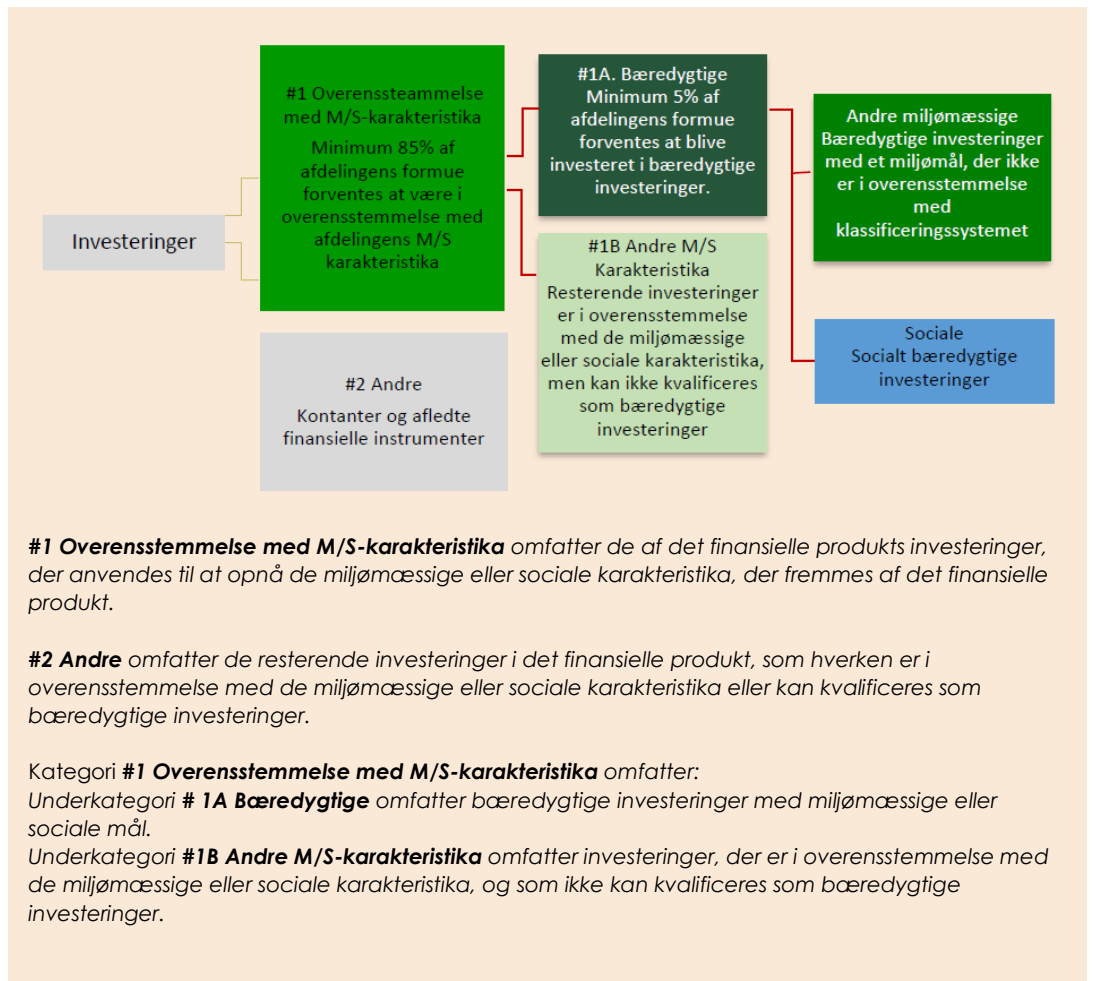 Investeringer
#1 Overenssteammelse
med M/S-karakteristika
Minimum 85% af
afdelingens formue
forventes at være i
overensstemmelse med
afdelingens M/S
karakteristika
#2 Andre
Kontanter og afledte
finansielle instrumenter
#1A. Bæredygtige
Minimum 5% af
afdelingens formue
forventes at blive
investeret i bæredygtige
investeringer.
#1B Andre M/S
Karakteristika
Resterende investeringer
er i overensstemmelse
med de miljømæssige
eller sociale karakteristika,
men kan ikke kvalificeres
som bæredygtige
investeringer
Andre miljømæssige
Bæredygtige investeringer
med et miljømål, der ikke
er i overensstemmelse
med
klassificeringssystemet
Sociale
Socialt bæredygtige
investeringer
#1 Overensstemmelse med M/S-karakteristika omfatter de af det finansielle produkts investeringer,
der anvendes til at opnå de miljømæssige eller sociale karakteristika, der fremmes af det finansielle
produkt.
#2 Andre omfatter de resterende investeringer i det finansielle produkt, som hverken er i
overensstemmelse med de miljømæssige eller sociale karakteristika eller kan kvalificeres som
bæredygtige investeringer.
Kategori #1 Overensstemmelse med M/S-karakteristika omfatter:
Underkategori # 1A Bæredygtige omfatter bæredygtige investeringer med miljømæssige eller
sociale mål.
Underkategori #1B Andre M/S-karakteristika omfatter investeringer, der er i overensstemmelse med
de miljømæssige eller sociale karakteristika, og som ikke kan kvalificeres som bæredygtige
investeringer.